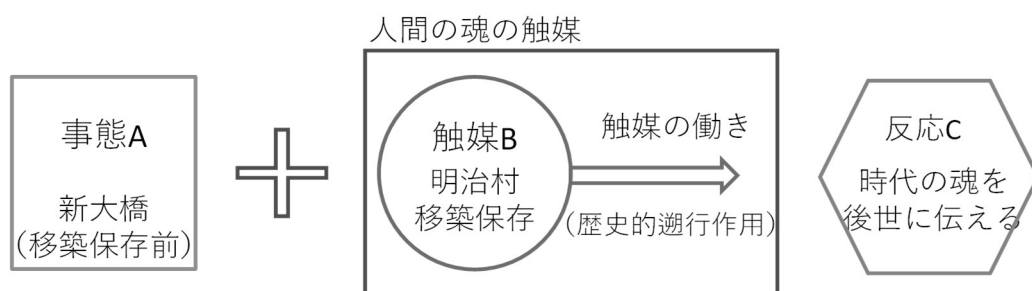 人間の魂の触媒
事態A
新大橋
(移築保存前)
触媒B
明治村
移築保存
触媒の働き
(歴史的遡行作用)
反応C
時代の魂を
後世に伝える